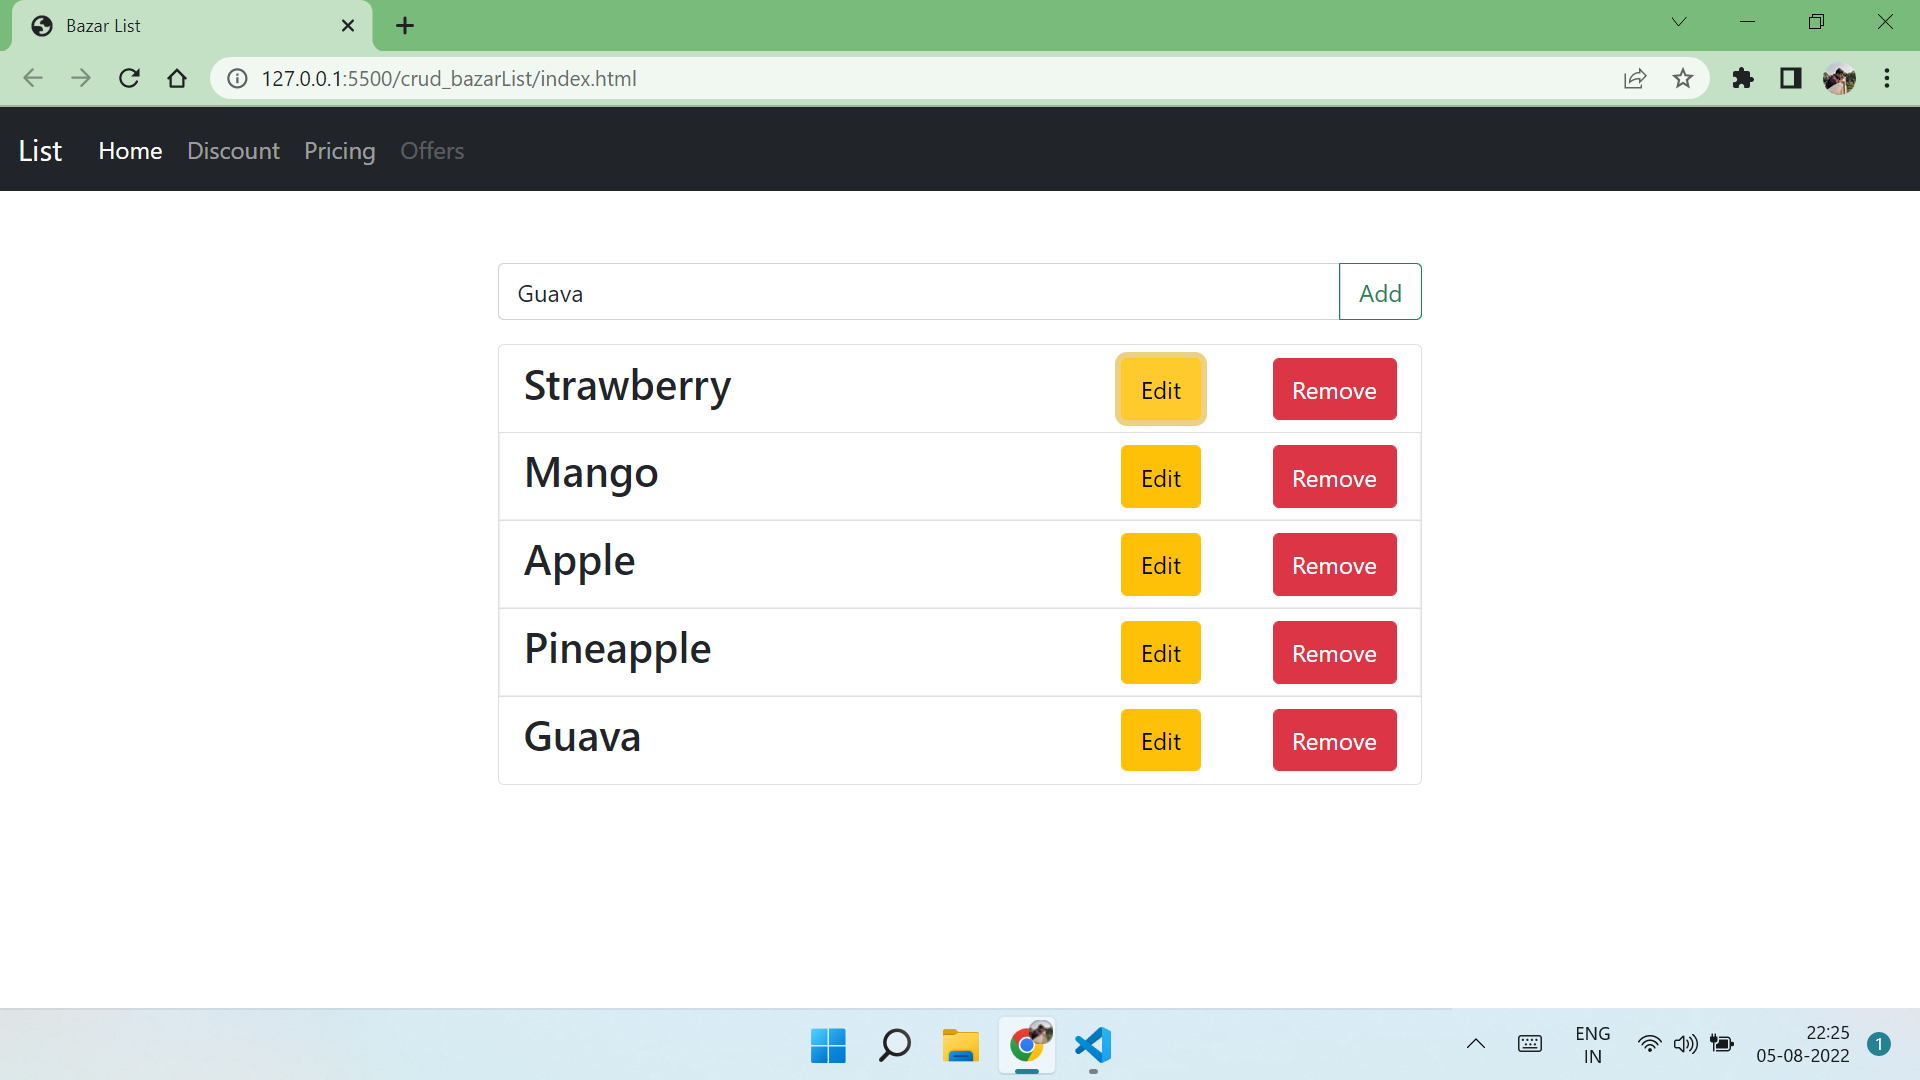 Bazar List
127.0.0.1:5500/crud_bazarList/index.html
List Home Discount Pricing Offers
Guava Add
Strawberry Edit Remove
Mango Edit Remove
Apple Edit Remove
Pineapple Edit Remove
Guava Edit Remove
ENG
IN
22:25
05-08-2022
1